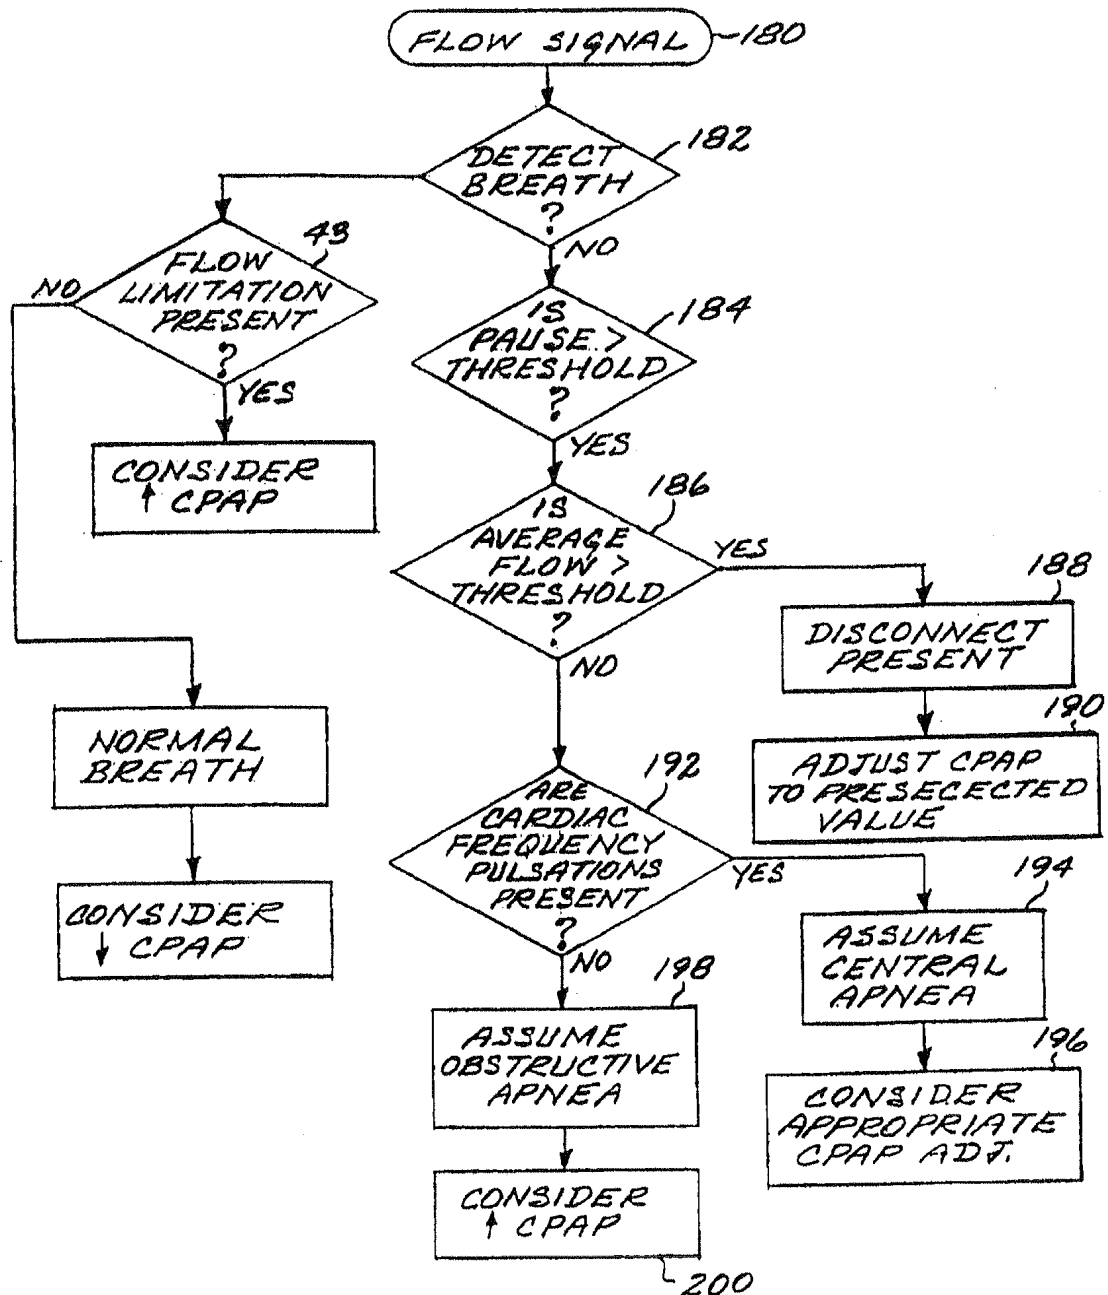 FLOW SIGNAL
180
DETECT
BREATH
?
182
NO
FLOW
LIMITATION
PRESENT
?
43
NO
YES
CONSIDER
↑ CPAP
NORMAL
BREATH
CONSIDER
↓ CPAP
IS
PAUSE >
THRESHOLD
?
184
YES
IS
AVERAGE
FLOW >
THRESHOLD
?
186
YES
NO
DISCONNECT
PRESENT
188
ADJUST CPAP
TO PRESECECTED
VALUE
190
ARE
CARDIAC
FREQUENCY
PULSATIONS
PRESENT
?
192
YES
NO
ASSUME
CENTRAL
APNEA
194
CONSIDER
APPROPRIATE
CPAP ADJ.
196
ASSUME
OBSTRUCTIVE
APNEA
198
CONSIDER
↑ CPAP
200